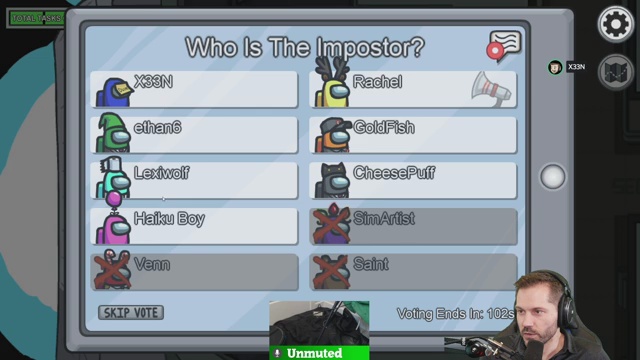 TOTAL TASKS
Who Is The Impostor?
X33N
X33N
Rachel
ethan6
GoldFish
Lexiwolf
CheesePuff
Haiku Boy
SimArtist
Venn
Saint
SKIP VOTE
Voting Ends In: 102s
Unmuted